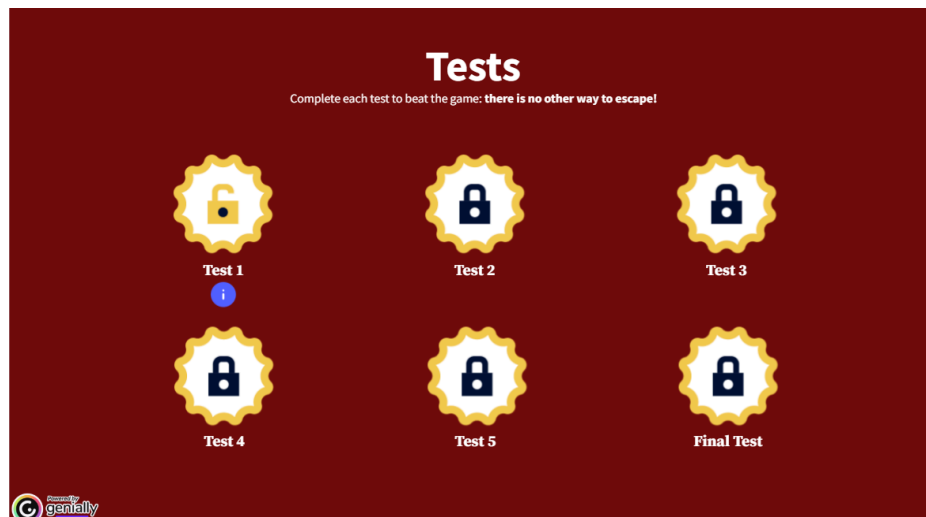 Tests
Complete each test to beat the game: there is no other way to escape!
Test 1
Test 2
Test 3
i
Test 4
Test 5
Final Test
Powered by
genially